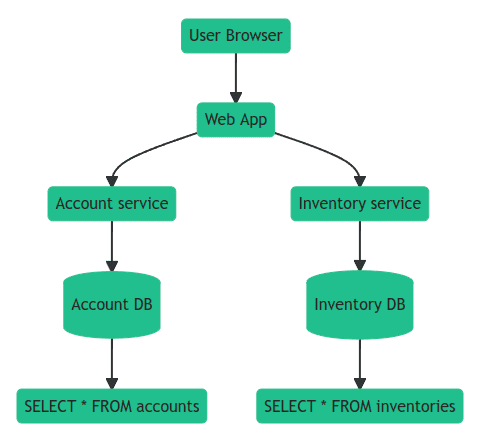 User Browser
Web App
Account service
Inventory service
Account DB
Inventory DB
SELECT * FROM accounts
SELECT * FROM inventories